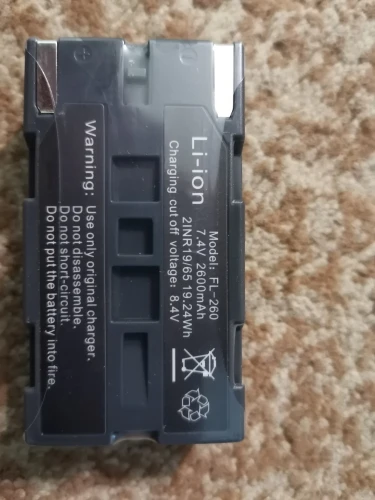 Li-ion
Model: FL-260
7.4V 2600mAh
2INR19/65 19.24Wh
Charging cut off voltage: 8.4V
Warning: Use only original charger.
Do not disassemble.
Do not short-circuit.
Do not put the battery into fire.